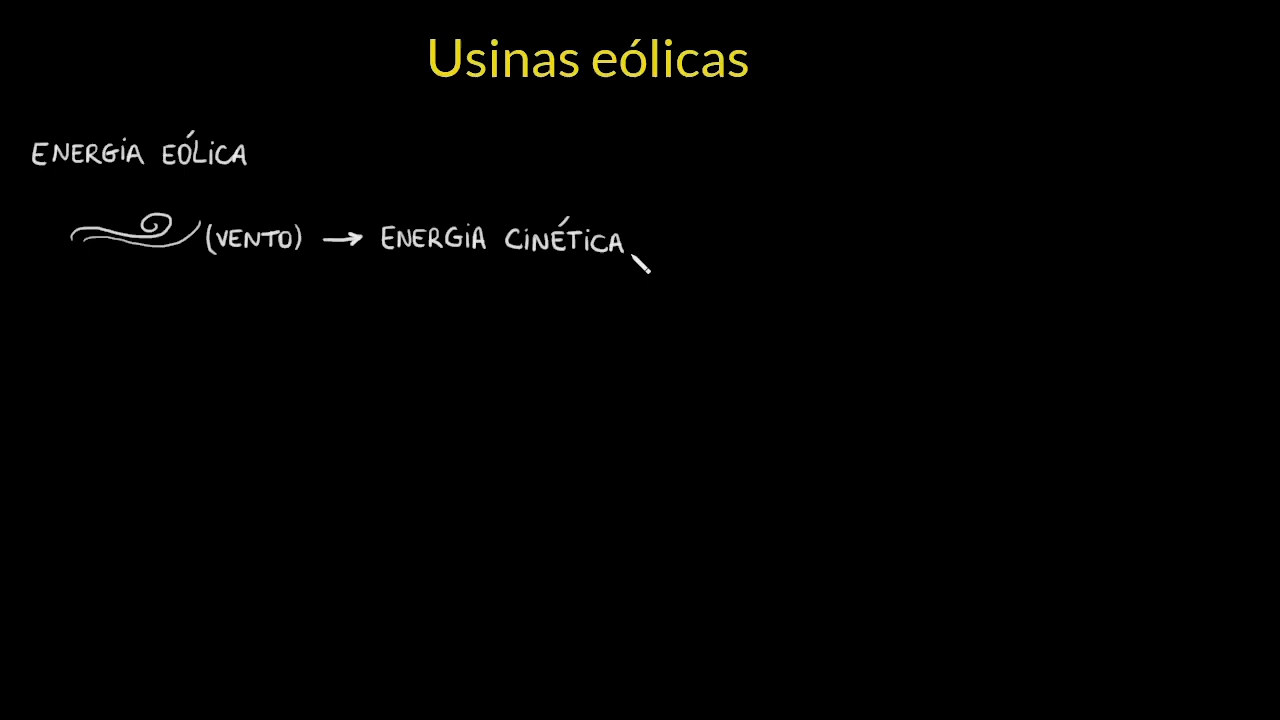 Usinas eólicas
ENERGIA EÓLICA
(VENTO) → ENERGIA CINÉTICA